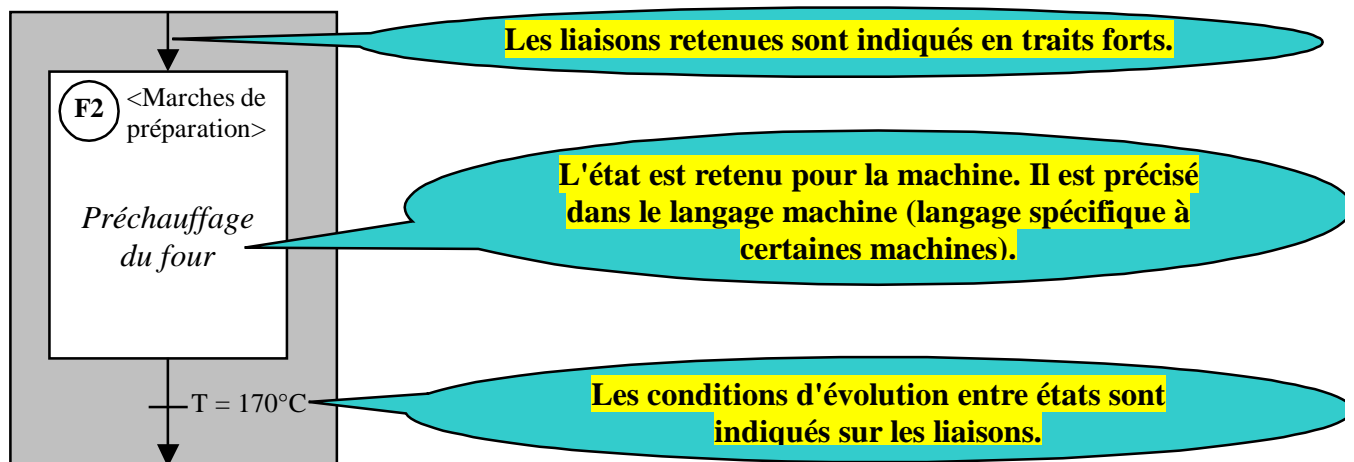 Les liaisons retenues sont indiqués en traits forts.
F2 <Marches de
préparation>
Préchauffage
du four
L'état est retenu pour la machine. Il est précisé
dans le langage machine (langage spécifique à
certaines machines).
T = 170°C
Les conditions d'évolution entre états sont
indiqués sur les liaisons.